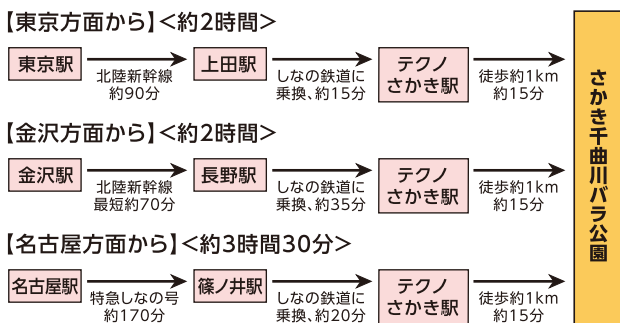 【東京方面から】<約2時間>
東京駅
北陸新幹線
約90分
上田駅
しなの鉄道に
乗換、約15分
テクノ
さかき駅
徒歩約1km
約15分
【金沢方面から】<約2時間>
金沢駅
北陸新幹線
最短約70分
長野駅
しなの鉄道に
乗換、約35分
テクノ
さかき駅
徒歩約1km
約15分
【名古屋方面から】<約3時間30分>
名古屋駅
特急しなの号
約170分
篠ノ井駅
しなの鉄道に
乗換、約20分
テクノ
さかき駅
徒歩約1km
約15分
さかき千曲川バラ公園